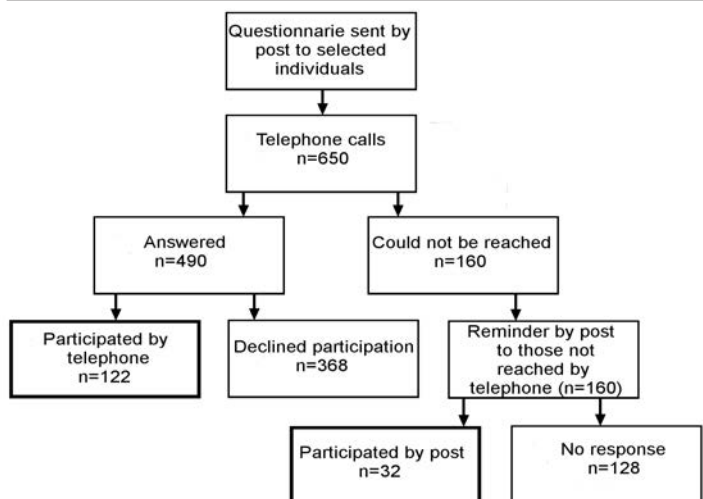 Questionnarie sent by
post to selected
individuals
Telephone calls
n=650
Answered
n=490
Could not be reached
n=160
Participated by
telephone
n=122
Declined participation
n=368
Reminder by post
to those not
reached by
telephone (n=160)
Participated by post
n=32
No response
n=128